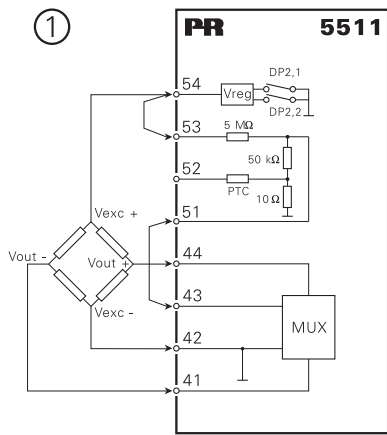 1
PR 5511
54
Vreg
DP2,1
DP2,2
53
5 MΩ
50 kΩ
52
PTC
10 Ω
51
Vexc +
Vout -
Vout +
44
43
Vexc -
MUX
42
41